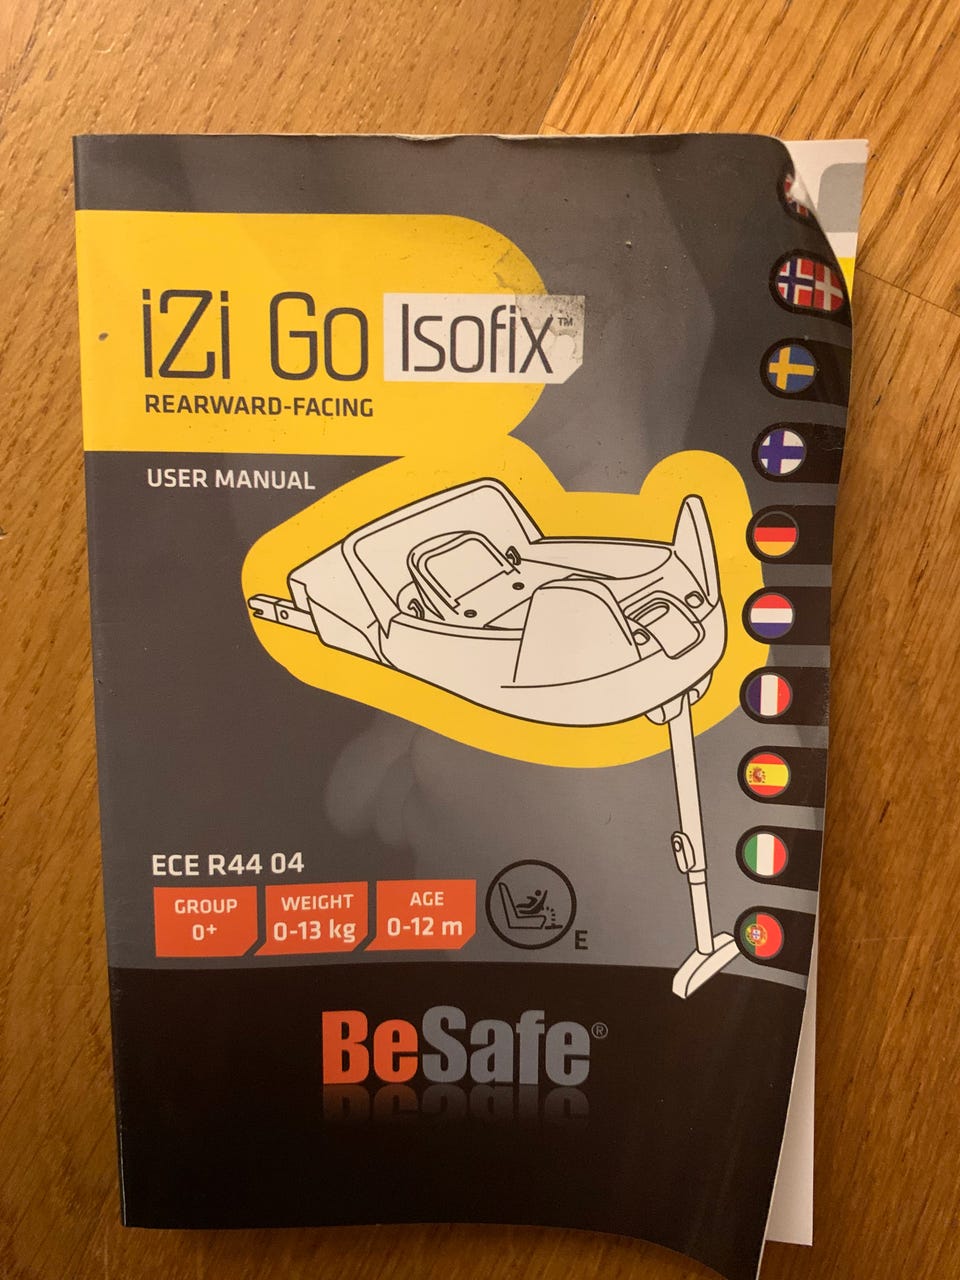 iZi Go Isofix™
REARWARD-FACING
USER MANUAL
ECE R44 04
GROUP
0+
WEIGHT
0-13 kg
AGE
0-12 m
E
BeSafe®